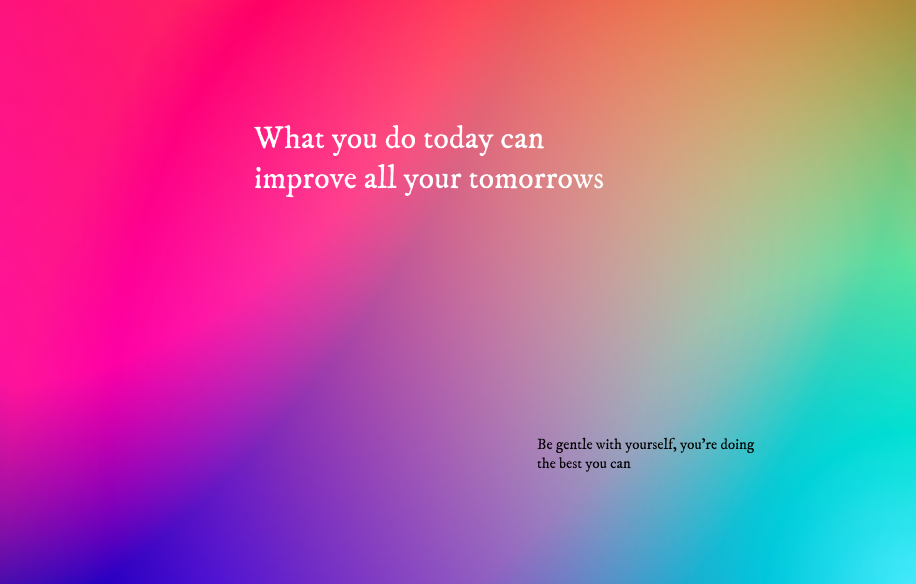 What you do today can
improve all your tomorrows
Be gentle with yourself, you're doing
the best you can